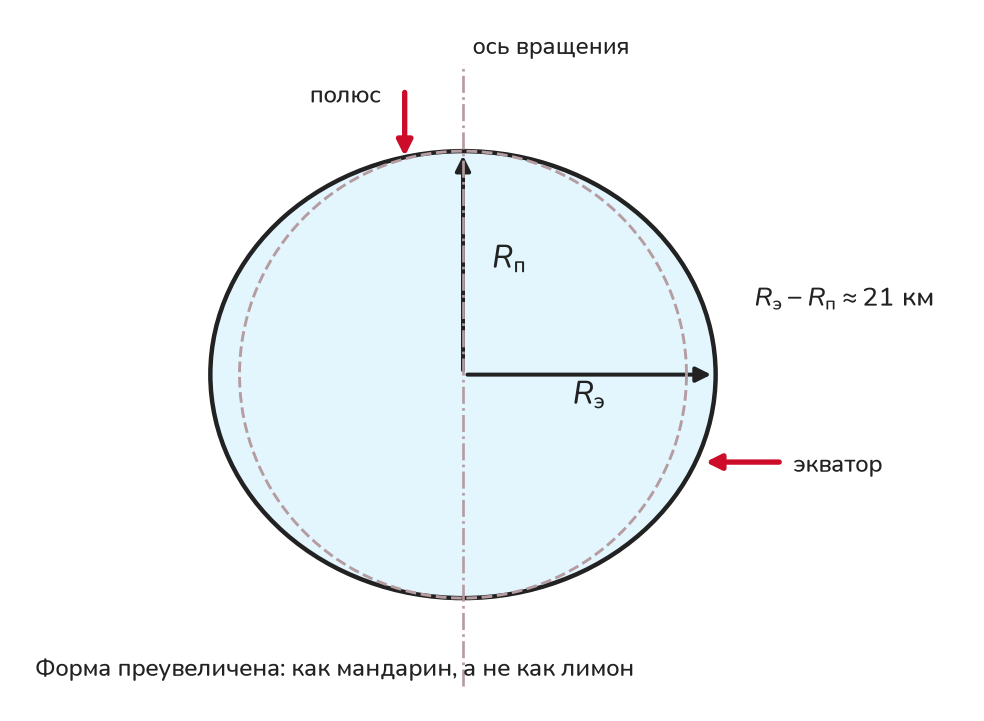 ось вращения
полюс
Rп
Rэ – Rп ≈ 21 км
Rэ
экватор
Форма преувеличена: как мандарин, а не как лимон